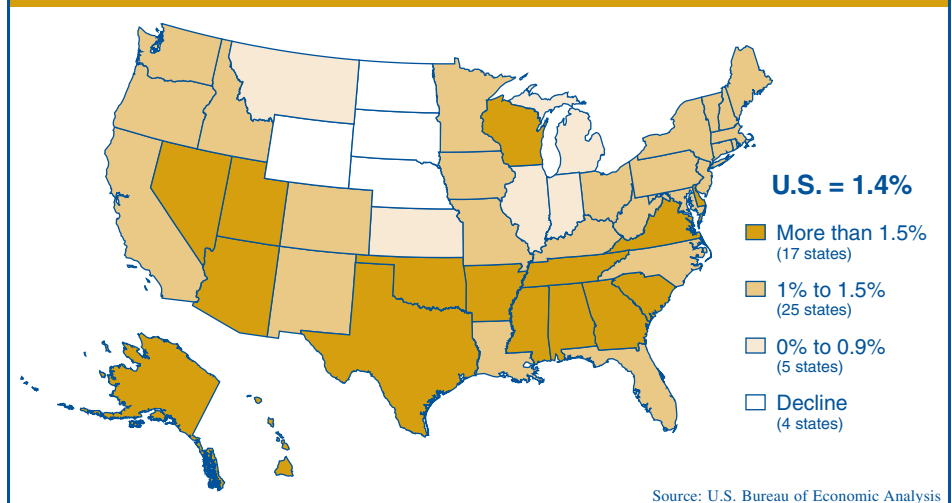 U.S. = 1.4%
More than 1.5%
(17 states)
1% to 1.5%
(25 states)
0% to 0.9%
(5 states)
Decline
(4 states)
Source: U.S. Bureau of Economic Analysis